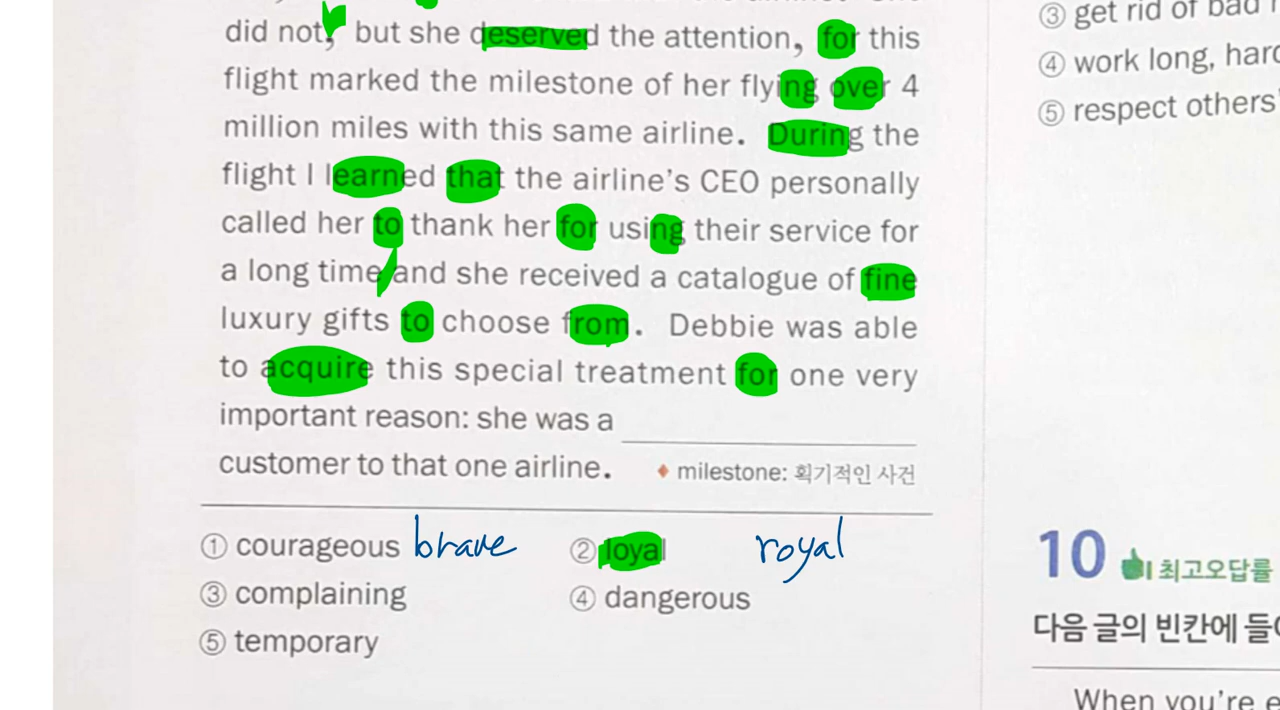 did not, but she deserved the attention, for this
flight marked the milestone of her flying over 4
million miles with this same airline. During the
flight I learned that the airline's CEO personally
called her to thank her for using their service for
a long time and she received a catalogue of fine
luxury gifts to choose from. Debbie was able
to acquire this special treatment for one very
important reason: she was a
customer to that one airline. ♦ milestone: 획기적인 사건
① courageous brave ② loyal royal
③ complaining ④ dangerous
⑤ temporary
③ get rid of bad
④ work long, hard
⑤ respect others'
10 최고오답률
다음 글의 빈칸에
When you're